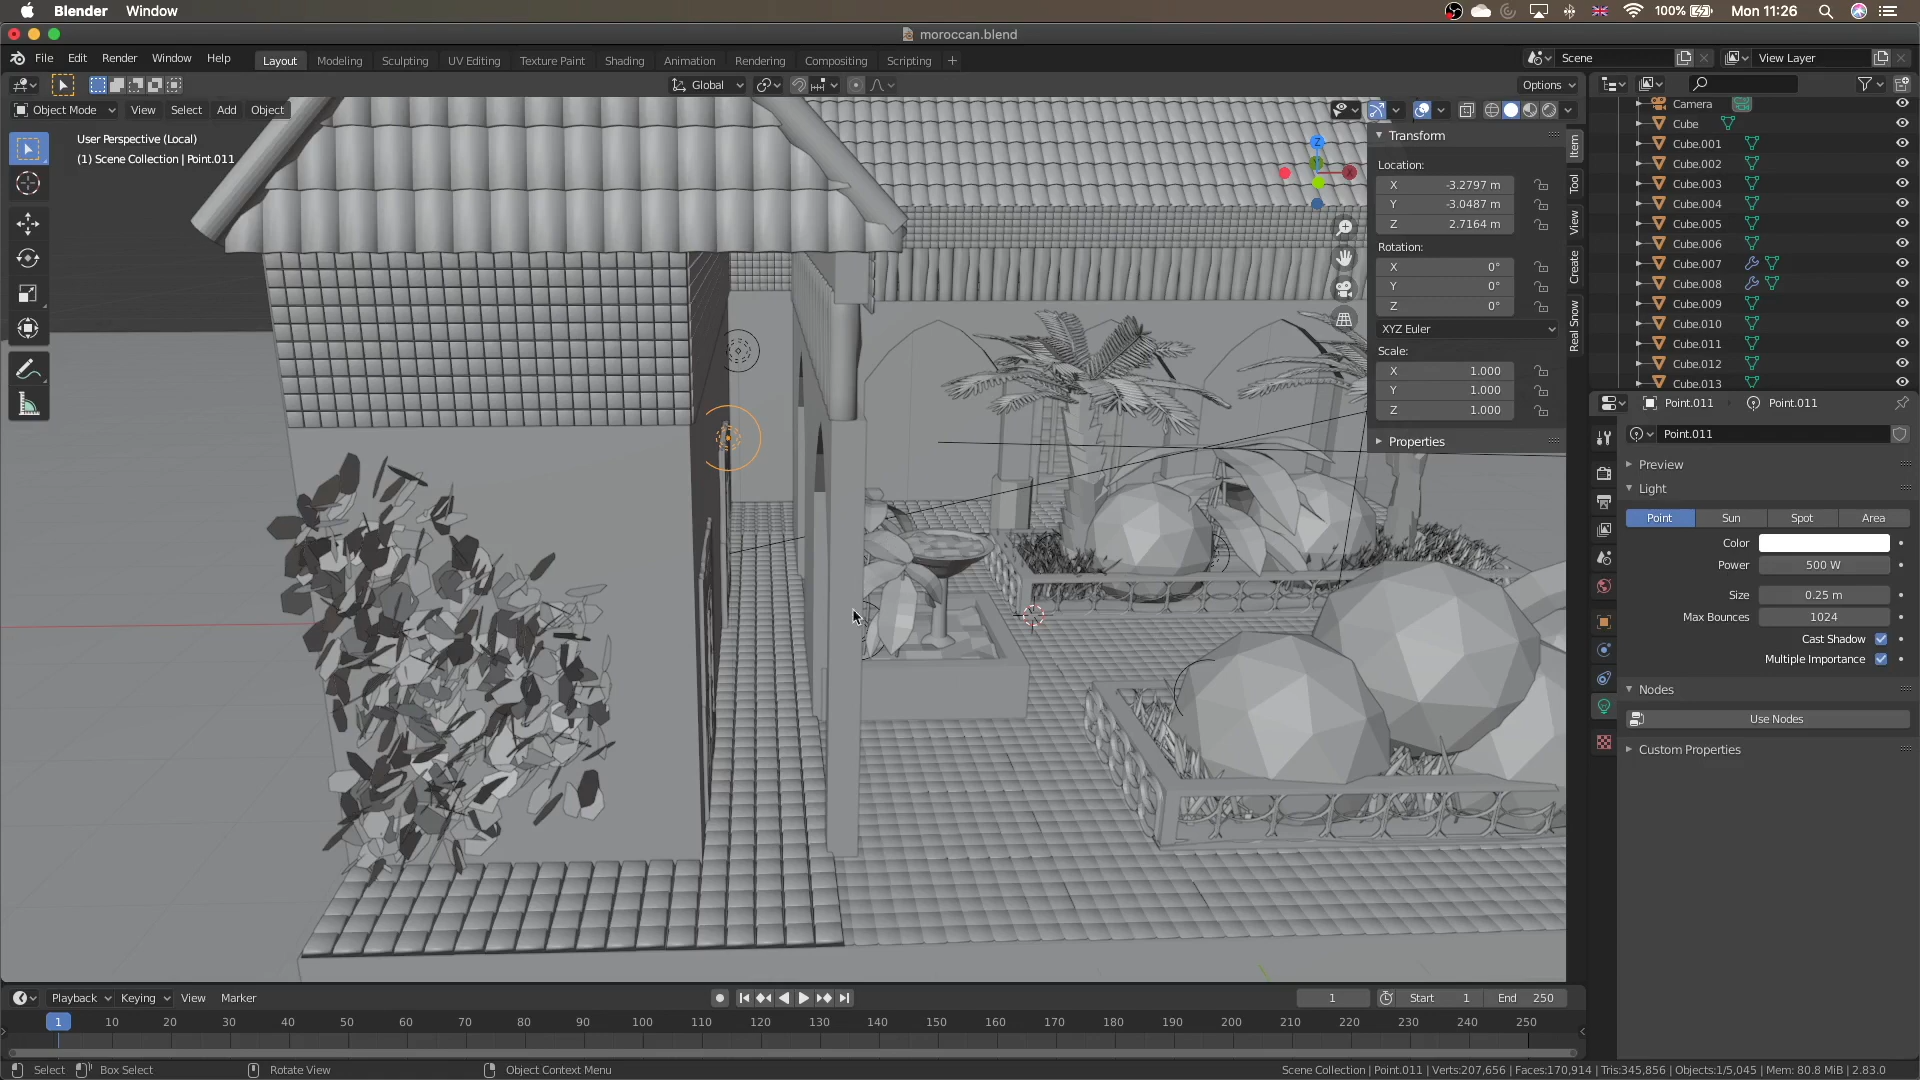 Blender Window
100% Mon 11:26
moroccan.blend
File Edit Render Window Help
Layout Modeling Sculpting UV Editing Texture Paint Shading Animation Rendering Compositing Scripting +
Scene View Layer
Global Options
Object Mode View Select Add Object
User Perspective (Local)
(1) Scene Collection | Point.011
Z
X
Transform
Location:
X -3.2797 m
Y -3.0487 m
Z 2.7164 m
Rotation:
X 0°
Y 0°
Z 0°
XYZ Euler
Scale:
X 1.000
Y 1.000
Z 1.000
Properties
Item
Tool
View
Create
Real Snow
Camera
Cube
Cube.001
Cube.002
Cube.003
Cube.004
Cube.005
Cube.006
Cube.007
Cube.008
Cube.009
Cube.010
Cube.011
Cube.012
Cube.013
Point.011 Point.011
Point.011
Preview
Light
Point Sun Spot Area
Color
Power 500 W
Size 0.25 m
Max Bounces 1024
Cast Shadow
Multiple Importance
Nodes
Use Nodes
Custom Properties
Playback Keying View Marker
1 Start 1 End 250
1 10 20 30 40 50 60 70 80 90 100 110 120 130 140 150 160 170 180 190 200 210 220 230 240 250
Select Box Select Rotate View Object Context Menu
Scene Collection | Point.011 | Verts:207,656 | Faces:170,914 | Tris:345,856 | Objects:1/5,045 | Mem: 80.8 MiB | 2.83.0